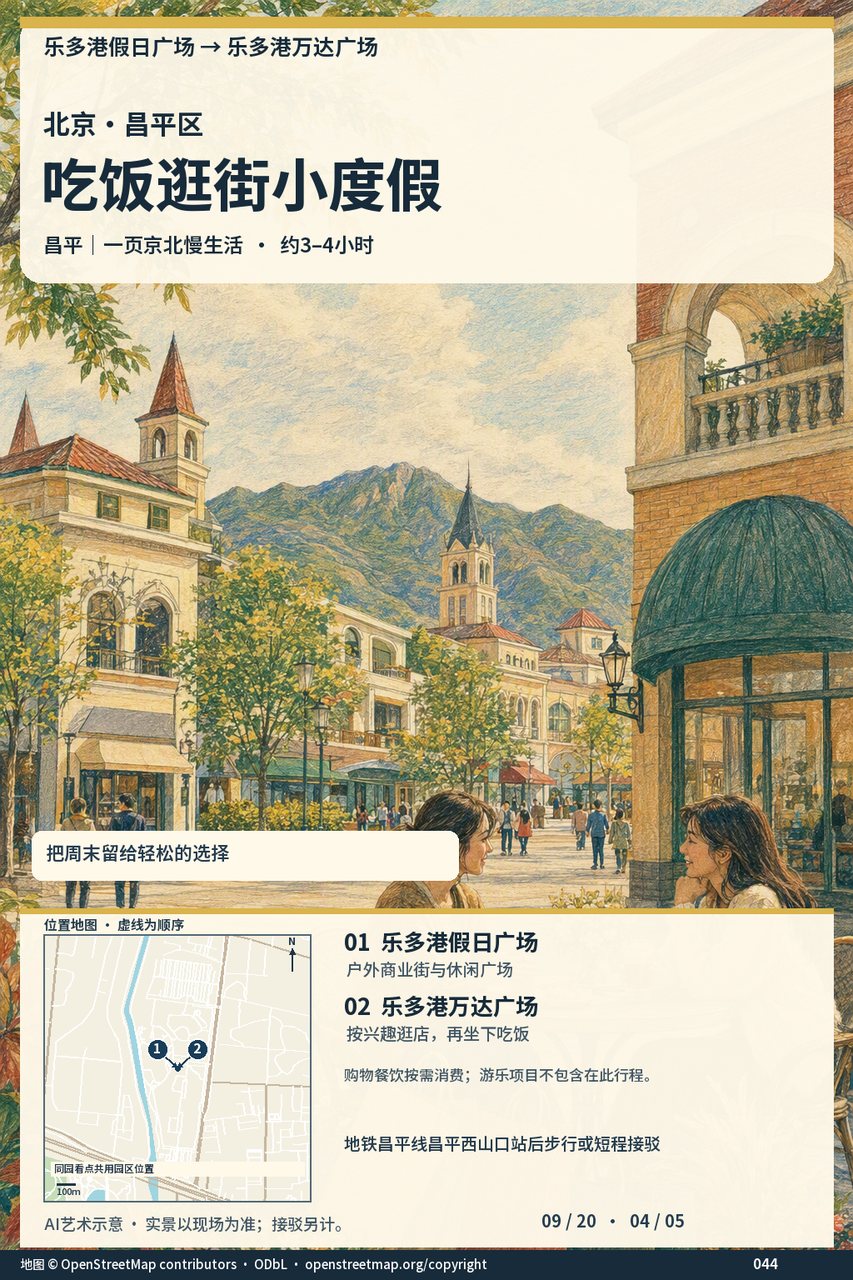 乐多港假日广场 → 乐多港万达广场
北京・昌平区
吃饭逛街小度假
昌平｜一页京北慢生活 ・ 约3–4小时
把周末留给轻松的选择
位置地图 ・ 虚线为顺序
N
1 2
同园看点共用园区位置
100m
01 乐多港假日广场
户外商业街与休闲广场
02 乐多港万达广场
按兴趣逛店，再坐下吃饭
购物餐饮按需消费；游乐项目不包含在此行程。
地铁昌平线昌平西山口站后步行或短程接驳
AI艺术示意・实景以现场为准；接驳另计。
09 / 20 ・ 04 / 05
地图 © OpenStreetMap contributors · ODbL · openstreetmap.org/copyright
044